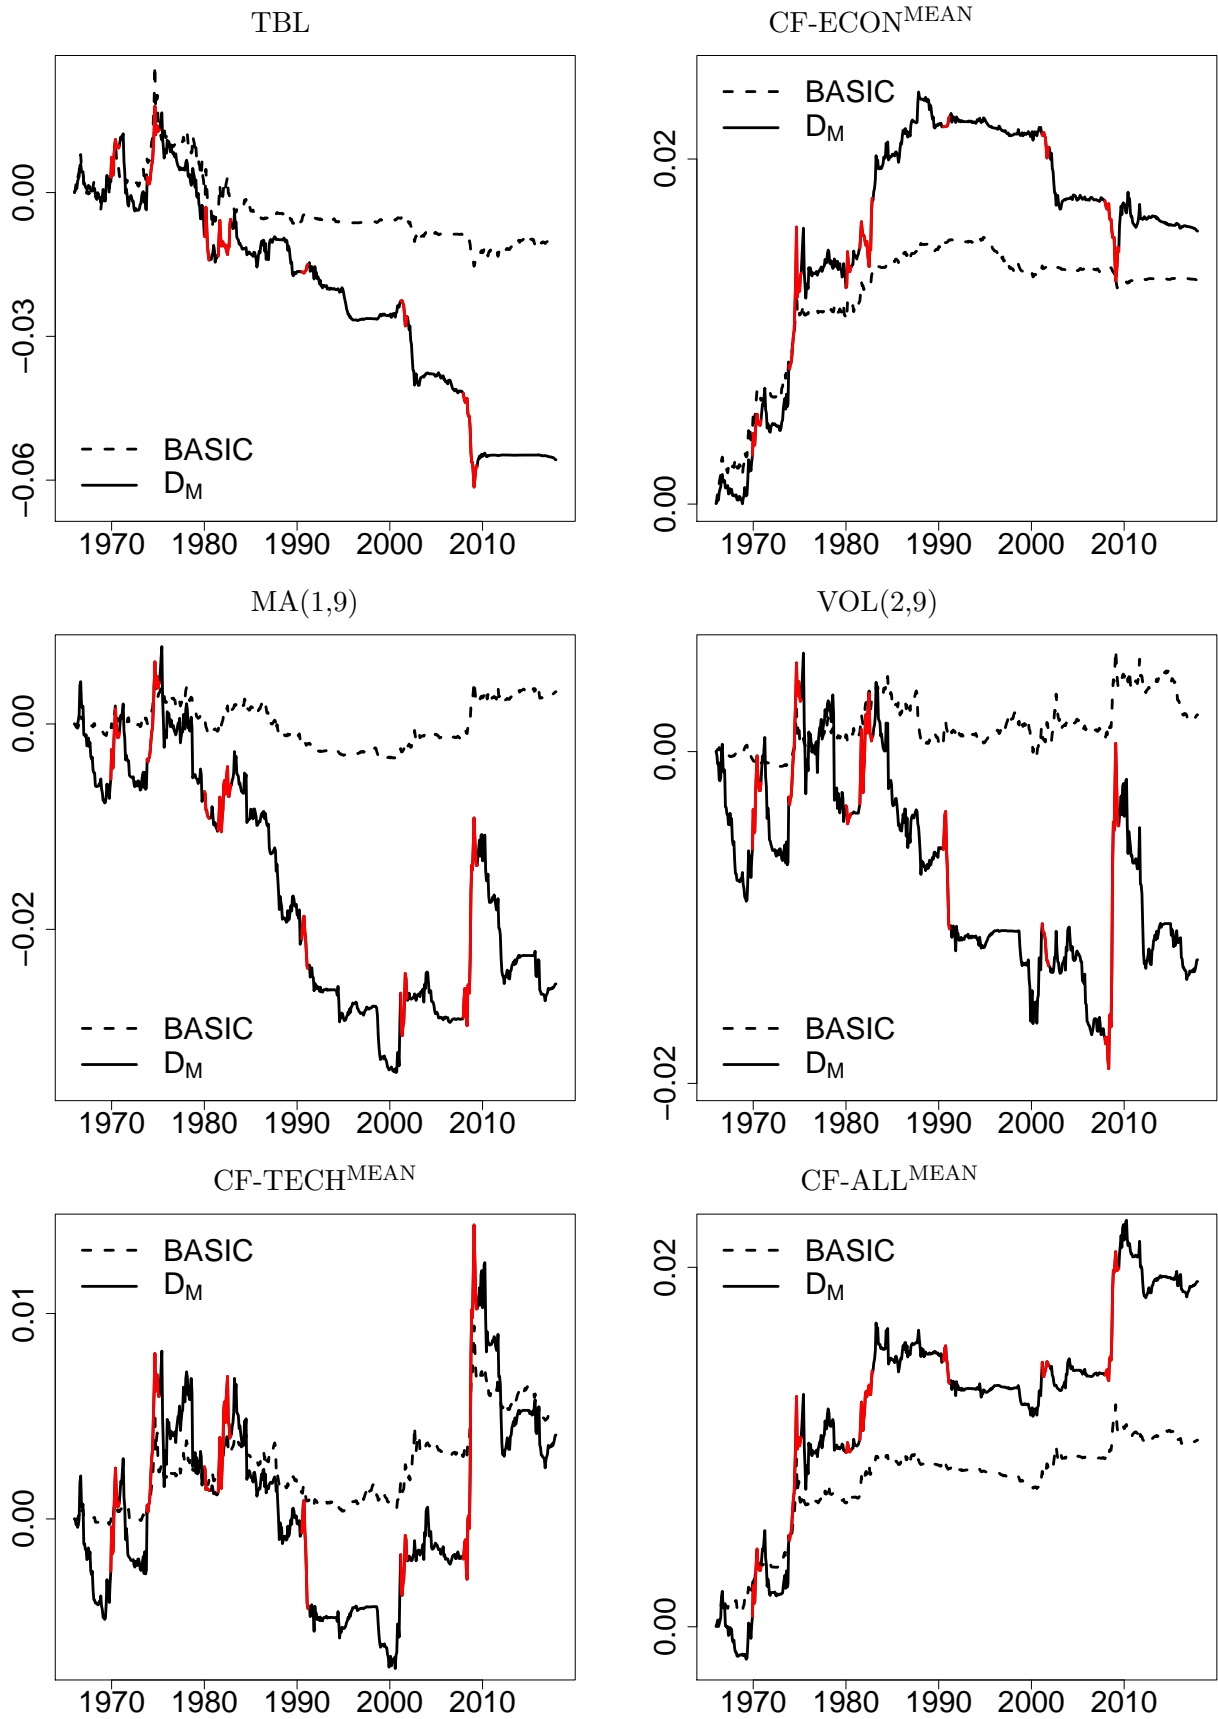 TBL
0.00
−0.03
−0.06
BASIC
D_M
1970 1980 1990 2000 2010
CF-ECON^MEAN
0.02
0.00
BASIC
D_M
1970 1980 1990 2000 2010
MA(1,9)
0.00
−0.02
BASIC
D_M
1970 1980 1990 2000 2010
VOL(2,9)
0.00
−0.02
BASIC
D_M
1970 1980 1990 2000 2010
CF-TECH^MEAN
0.01
0.00
BASIC
D_M
1970 1980 1990 2000 2010
CF-ALL^MEAN
0.02
0.00
BASIC
D_M
1970 1980 1990 2000 2010